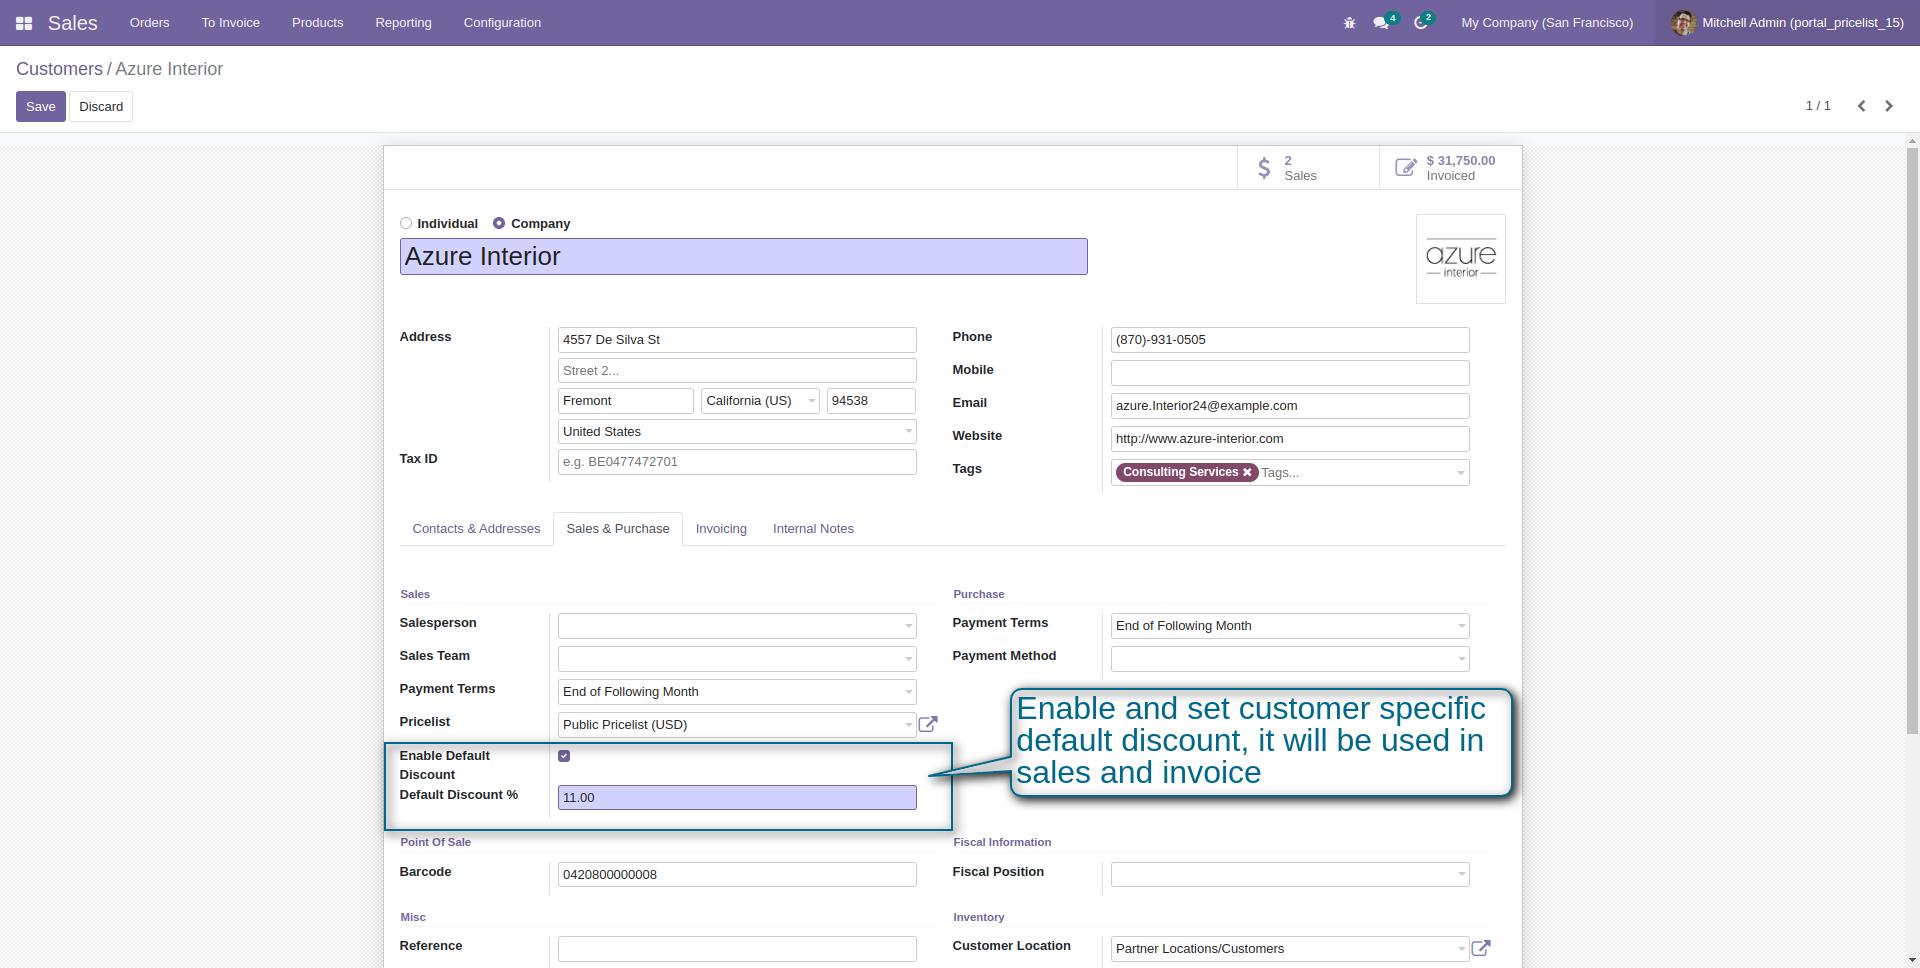 Sales Orders To Invoice Products Reporting Configuration 4 2 My Company (San Francisco) Mitchell Admin (portal_pricelist_15)
Customers / Azure Interior
Save Discard 1 / 1
2
Sales
$ 31,750.00
Invoiced
Individual Company
Azure Interior
azure
interior
Address 4557 De Silva St
Street 2...
Fremont California (US) 94538
United States
Tax ID e.g. BE0477472701
Phone (870)-931-0505
Mobile
Email azure.Interior24@example.com
Website http://www.azure-interior.com
Tags Consulting Services ✖ Tags...
Contacts & Addresses Sales & Purchase Invoicing Internal Notes
Sales
Salesperson
Sales Team
Payment Terms End of Following Month
Pricelist Public Pricelist (USD)
Enable Default
Discount
Default Discount % 11.00
Purchase
Payment Terms End of Following Month
Payment Method
Enable and set customer specific
default discount, it will be used in
sales and invoice
Point Of Sale
Barcode 0420800000008
Fiscal Information
Fiscal Position
Misc
Reference
Inventory
Customer Location Partner Locations/Customers